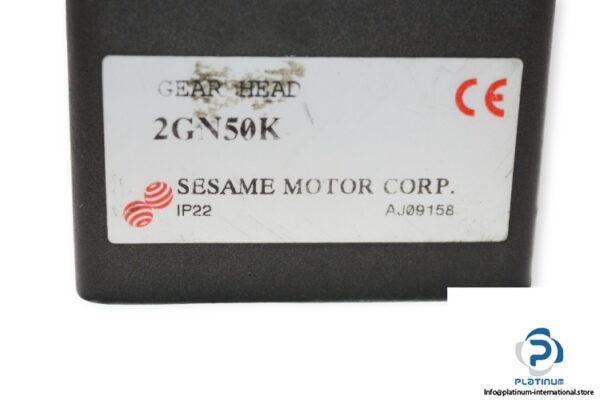 GEAR HEAD
CE
2GN50K
SESAME MOTOR CORP.
IP22 AJ09158
PLATINUM
Info@platinum-international.store